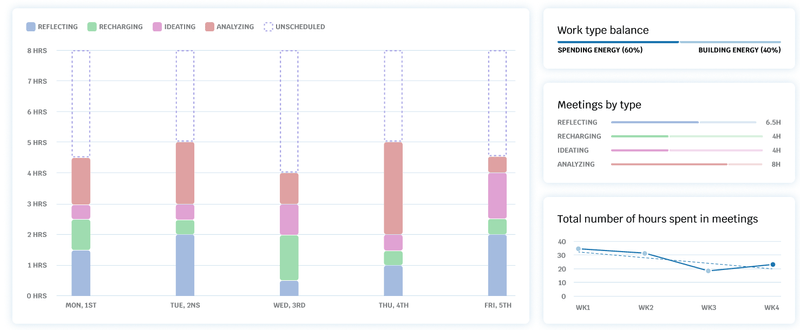 REFLECTING RECHARGING IDEATING ANALYZING UNSCHEDULED
8 HRS
7 HRS
6 HRS
5 HRS
4 HRS
3 HRS
2 HRS
1 HRS
0 HRS
MON, 1ST TUE, 2NS WED, 3RD THU, 4TH FRI, 5TH
Work type balance
SPENDING ENERGY (60%) BUILDING ENERGY (40%)
Meetings by type
REFLECTING 6.5H
RECHARGING 4H
IDEATING 4H
ANALYZING 8H
Total number of hours spent in meetings
40
30
20
10
0
WK1 WK2 WK3 WK4